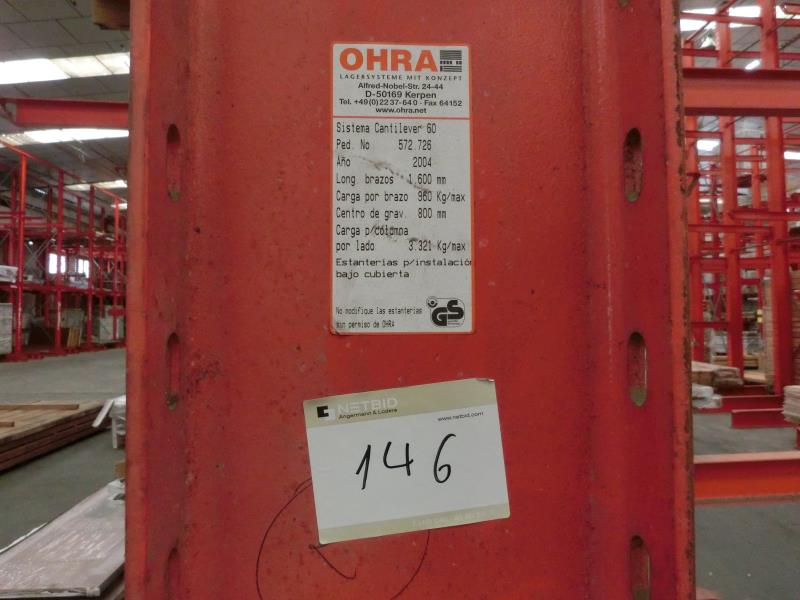 OHRA
LAGERSYSTEME MIT KONZEPT
Alfred-Nobel-Str. 24-44
D-50169 Kerpen
Tel. +49(0)2237-640 · Fax 64152
www.ohra.net
Sistema Cantilever 60
Ped. No 572.726
Año 2004
Long. brazos 1.600 mm
Carga por brazo 960 Kg/max
Centro de grav. 800 mm
Carga p/columna
por lado 3.321 Kg/max
Estanterias p/instalación
bajo cubierta
No modifique las estanterias
sin permiso de OHRA
GS
NETBID
Angermann & Lüders
www.netbid.com
146